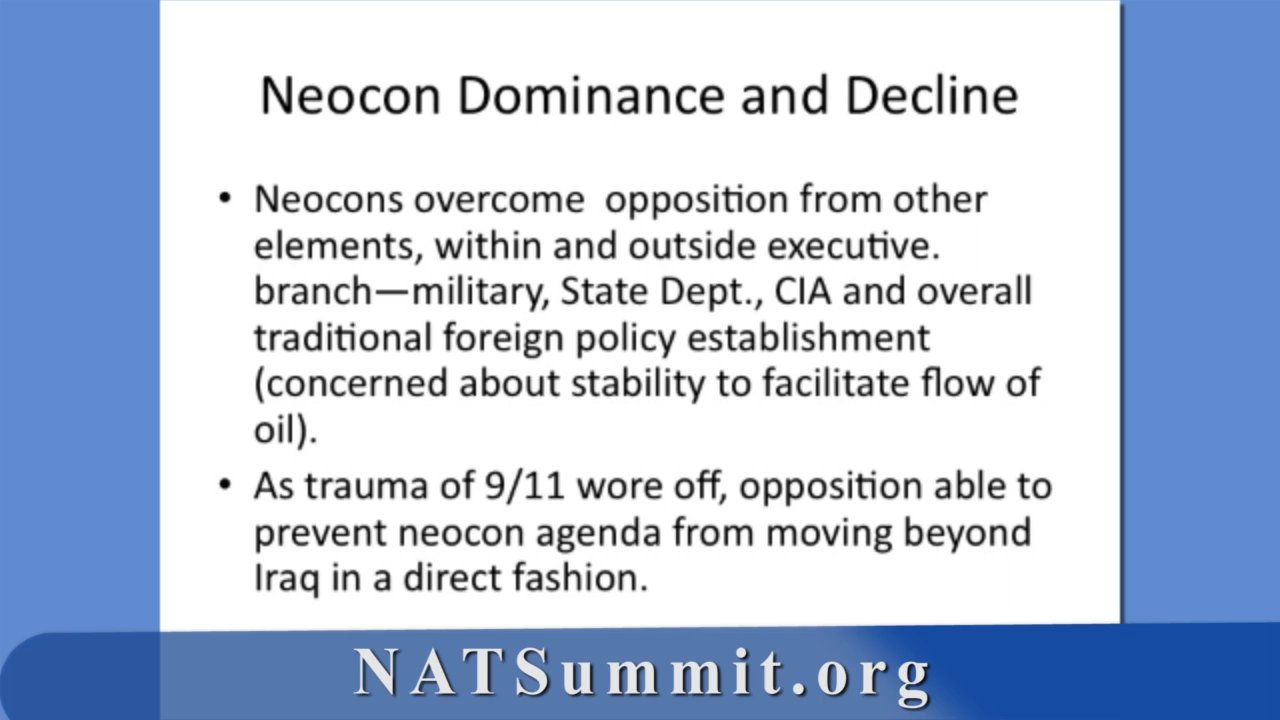 Neocon Dominance and Decline
• Neocons overcome  opposition from other
elements, within and outside executive.
branch—military, State Dept., CIA and overall
traditional foreign policy establishment
(concerned about stability to facilitate flow of
oil).
• As trauma of 9/11 wore off, opposition able to
prevent neocon agenda from moving beyond
Iraq in a direct fashion.
NATSummit.org